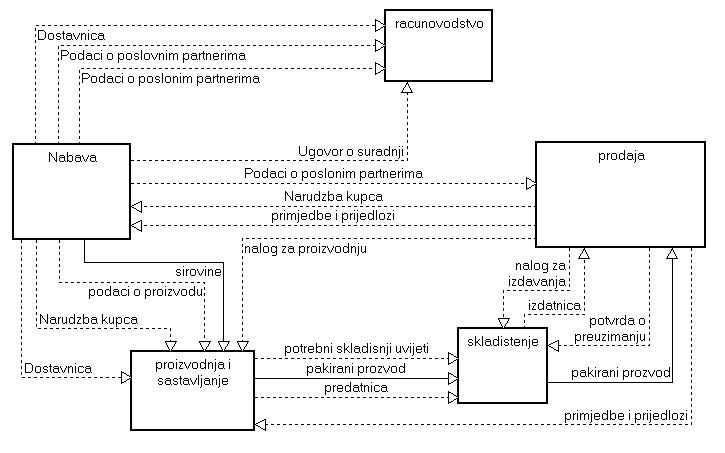 racunovodstvo
Dostavnica
Podaci o poslovnim partnerima
Podaci o poslonim partnerima
Nabava
Ugovor o suradnji
prodaja
Podaci o poslonim partnerima
Narudzba kupca
primjedbe i prijedlozi
nalog za proizvodnju
sirovine
podaci o proizvodu
nalog za
izdavanja
izdatnica
Narudzba kupca
potvrda o
preuzimanju
skladistenje
potrebni skladisnji uvijeti
proizvodnja i
sastavljanje
Dostavnica
pakirani prozvod
pakirani prozvod
predatnica
primjedbe i prijedlozi